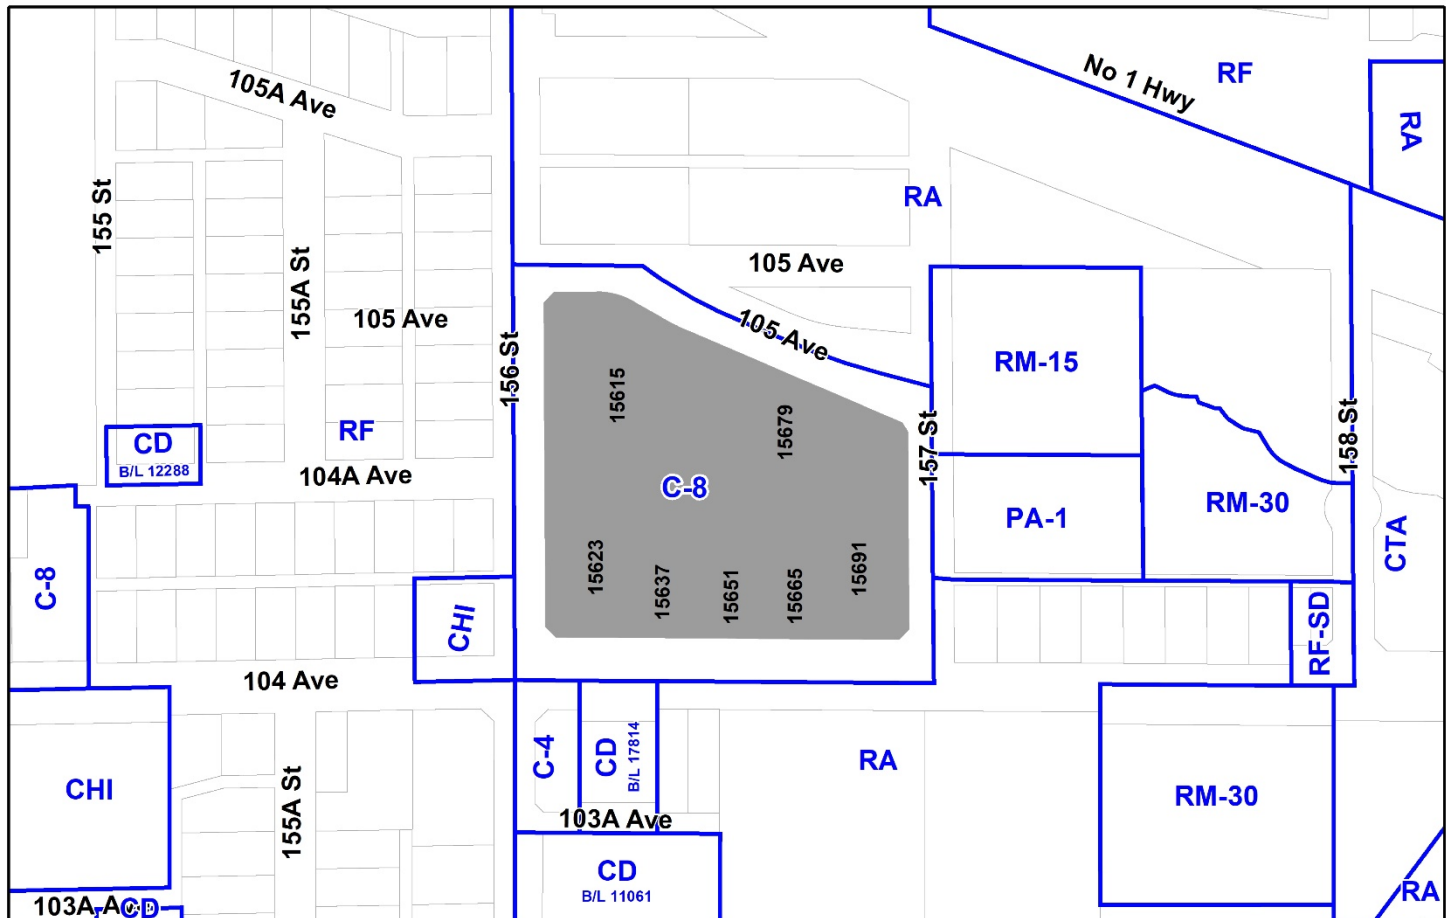 No 1 Hwy
RF
RA
105A Ave
155 St
RA
155A St
105 Ave
105 Ave
105 Ave
156 St
RM-15
15615
15679
157 St
158 St
RF
CD
B/L 12288
104A Ave
C-8
RM-30
PA-1
CTA
C-8
15623
15637
15651
15665
15691
CHI
RF-SD
104 Ave
C-4
CD
B/L 17814
RA
CHI
155A St
RM-30
103A Ave
CD
B/L 11061
RA
CD